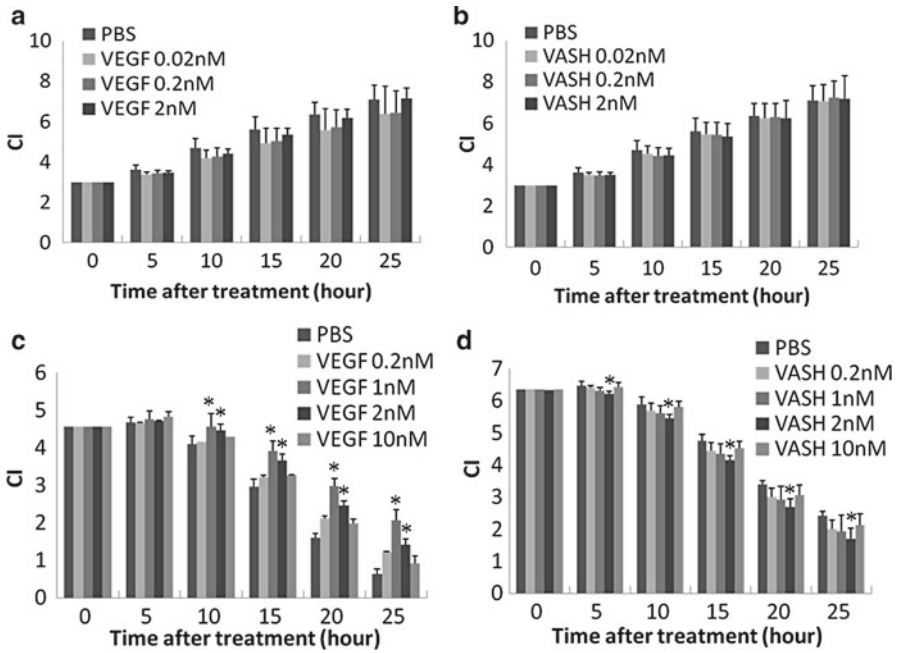 a
PBS
VEGF 0.02nM
VEGF 0.2nM
VEGF 2nM
10
8
6
4
2
0
CI
0 5 10 15 20 25
Time after treatment (hour)
b
PBS
VASH 0.02nM
VASH 0.2nM
VASH 2nM
10
8
6
4
2
0
CI
0 5 10 15 20 25
Time after treatment (hour)
c
PBS
VEGF 0.2nM
VEGF 1nM
VEGF 2nM
VEGF 10nM
6
5
4
3
2
1
0
CI
* *
* *
* *
* *
0 5 10 15 20 25
Time after treatment (hour)
d
PBS
VASH 0.2nM
VASH 1nM
VASH 2nM
VASH 10nM
7
6
5
4
3
2
1
0
CI
*
*
*
*
*
0 5 10 15 20 25
Time after treatment (hour)